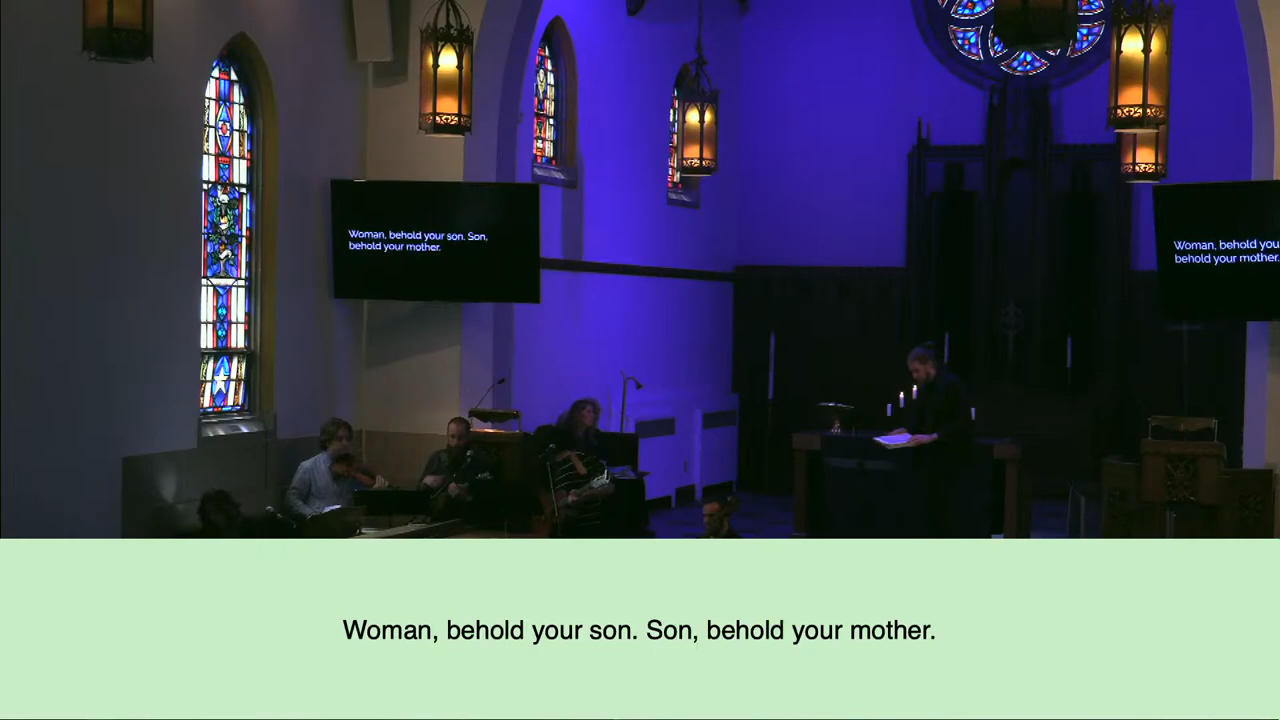 Woman, behold your son. Son,
behold your mother.
Woman, behold you
behold your mother.
Woman, behold your son. Son, behold your mother.